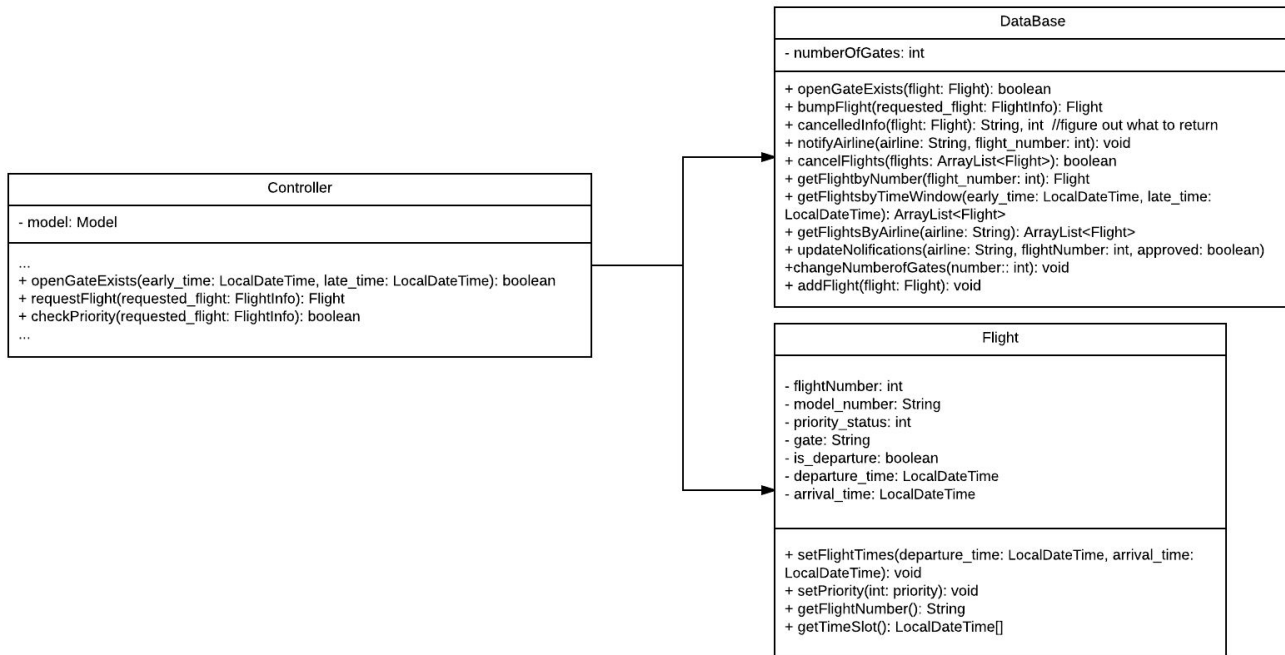 DataBase
- numberOfGates: int
+ openGateExists(flight: Flight): boolean
+ bumpFlight(requested_flight: FlightInfo): Flight
+ cancelledInfo(flight: Flight): String, int  //figure out what to return
+ notifyAirline(airline: String, flight_number: int): void
+ cancelFlights(flights: ArrayList<Flight>): boolean
+ getFlightbyNumber(flight_number: int): Flight
+ getFlightsbyTimeWindow(early_time: LocalDateTime, late_time:
LocalDateTime): ArrayList<Flight>
+ getFlightsByAirline(airline: String): ArrayList<Flight>
+ updateNolifications(airline: String, flightNumber: int, approved: boolean)
+changeNumberofGates(number:: int): void
+ addFlight(flight: Flight): void
Controller
- model: Model
...
+ openGateExists(early_time: LocalDateTime, late_time: LocalDateTime): boolean
+ requestFlight(requested_flight: FlightInfo): Flight
+ checkPriority(requested_flight: FlightInfo): boolean
...
Flight
- flightNumber: int
- model_number: String
- priority_status: int
- gate: String
- is_departure: boolean
- departure_time: LocalDateTime
- arrival_time: LocalDateTime
+ setFlightTimes(departure_time: LocalDateTime, arrival_time:
LocalDateTime): void
+ setPriority(int: priority): void
+ getFlightNumber(): String
+ getTimeSlot(): LocalDateTime[]